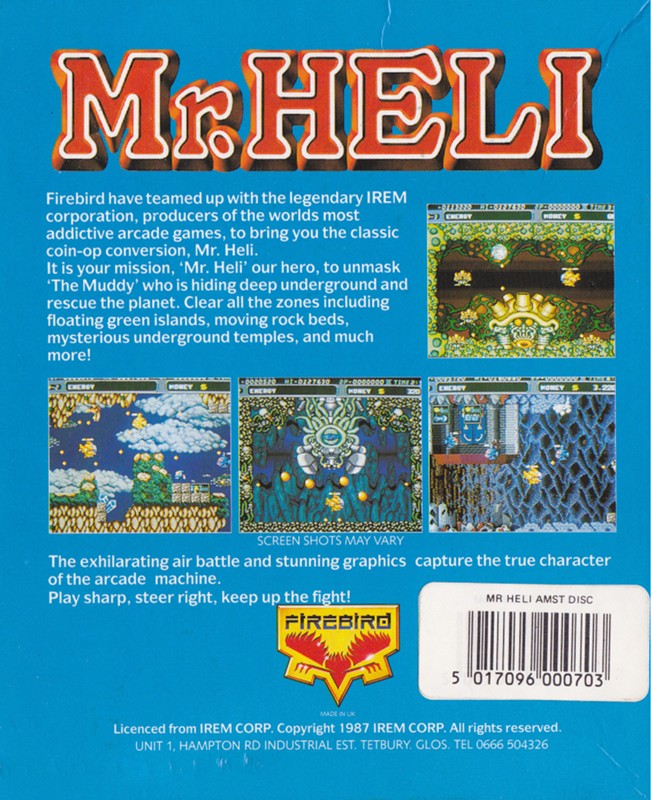 Mr. HELI
Firebird have teamed up with the legendary IREM
corporation, producers of the worlds most
addictive arcade games, to bring you the classic
coin-op conversion, Mr. Heli.
It is your mission, 'Mr. Heli' our hero, to unmask
'The Muddy' who is hiding deep underground and
rescue the planet. Clear all the zones including
floating green islands, moving rock beds,
mysterious underground temples, and much
more!
ENERGY MONEY $
ENERGY MONEY $
HI-0127630 2P-0000000
ENERGY MONEY $
ENERGY MONEY $
SCREEN SHOTS MAY VARY
The exhilarating air battle and stunning graphics capture the true character
of the arcade machine.
Play sharp, steer right, keep up the fight!
MR HELI AMST DISC
5 017096 000703
FIREBIRD
MADE IN UK
Licenced from IREM CORP. Copyright 1987 IREM CORP. All rights reserved.
UNIT 1, HAMPTON RD INDUSTRIAL EST. TETBURY. GLOS. TEL 0666 504326